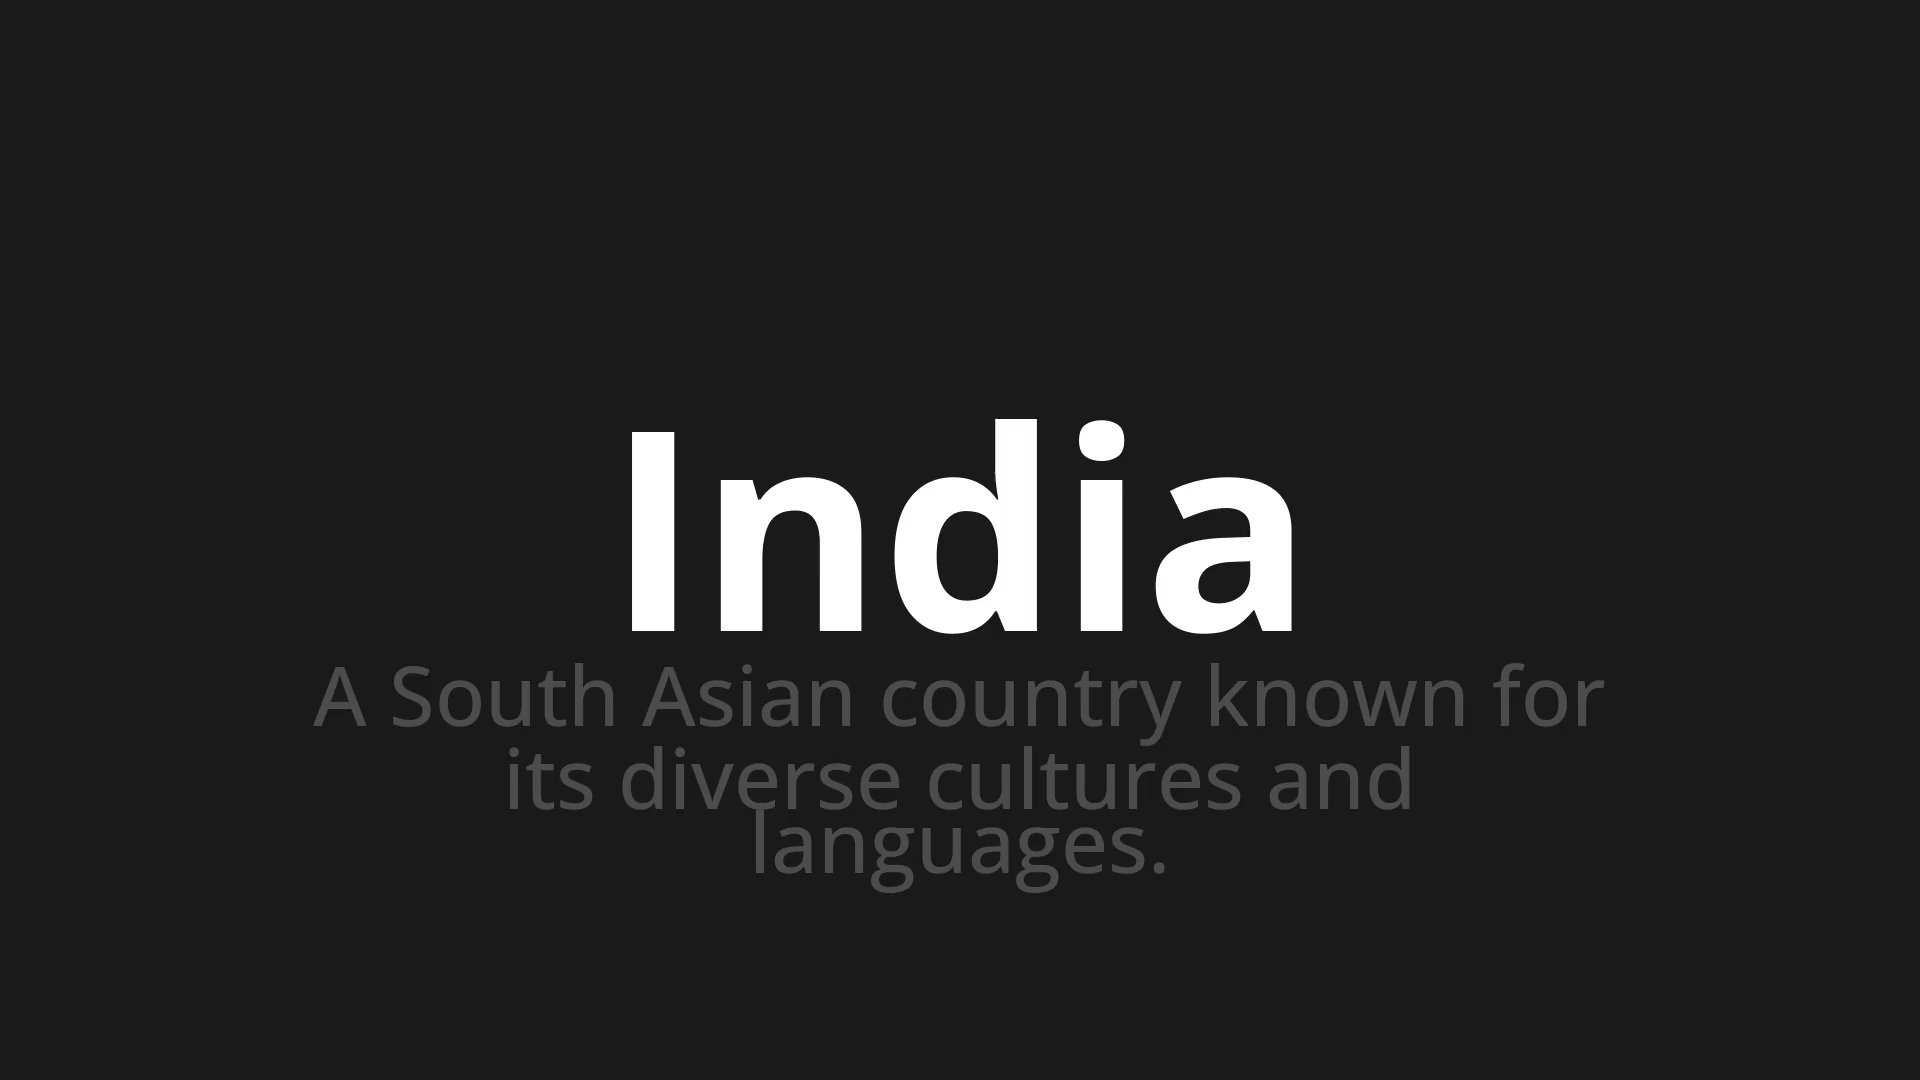 India
A South Asian country known for
its diverse cultures and
languages.